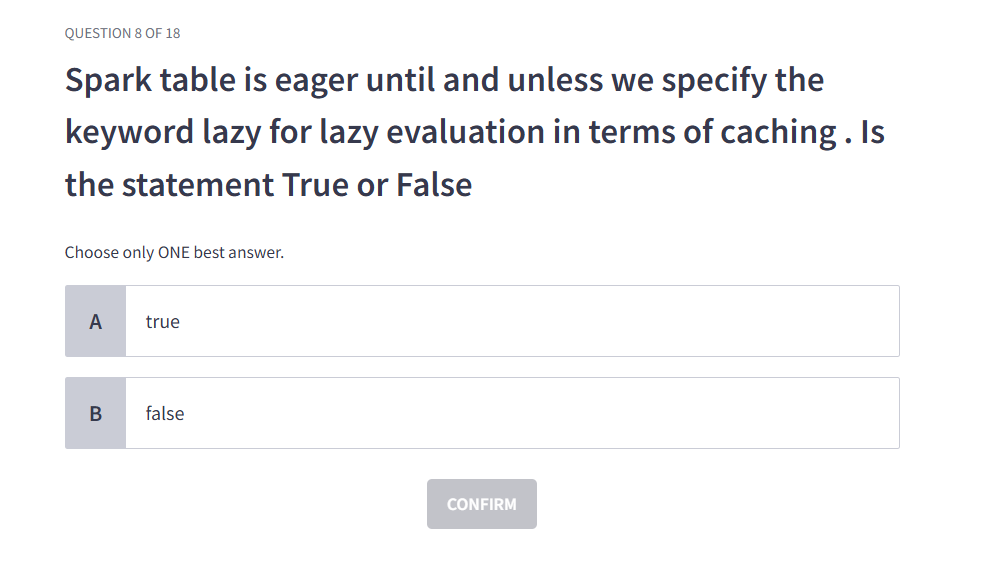 QUESTION 8 OF 18
Spark table is eager until and unless we specify the
keyword lazy for lazy evaluation in terms of caching . Is
the statement True or False
Choose only ONE best answer.
A
true
B
false
CONFIRM